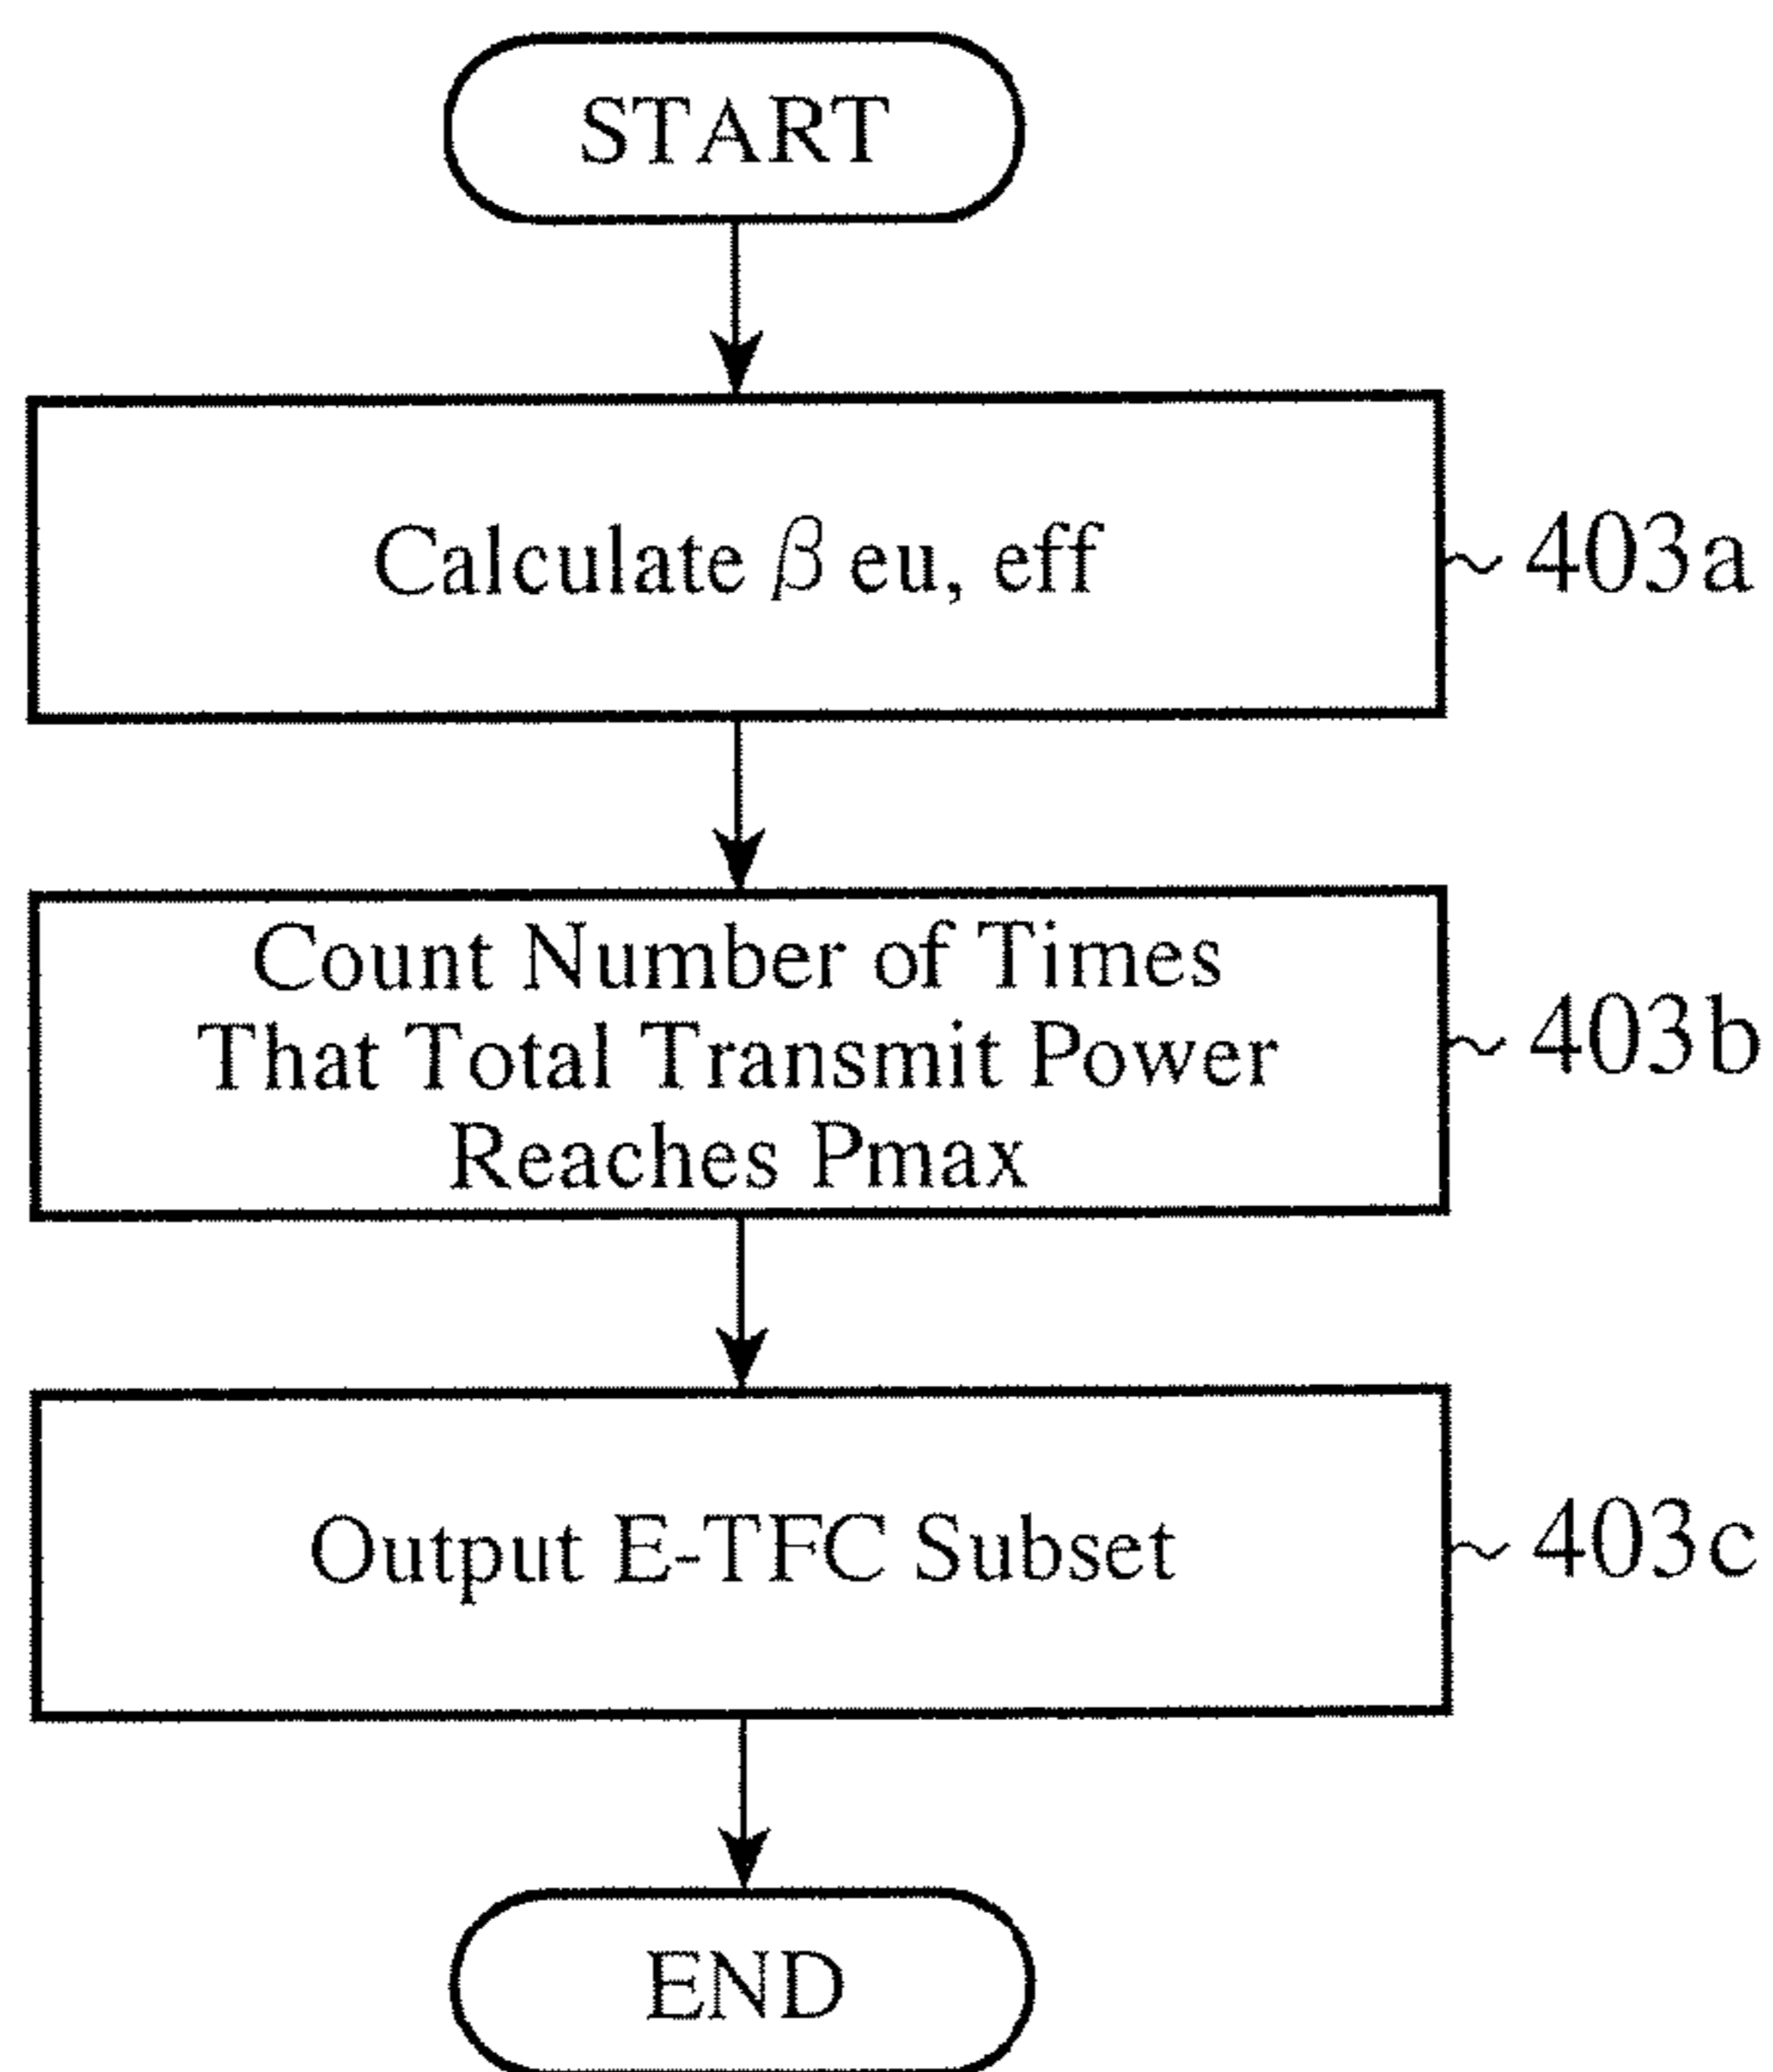 START
Calculate β eu, eff
403a
Count Number of Times
That Total Transmit Power
Reaches Pmax
403b
Output E-TFC Subset
403c
END